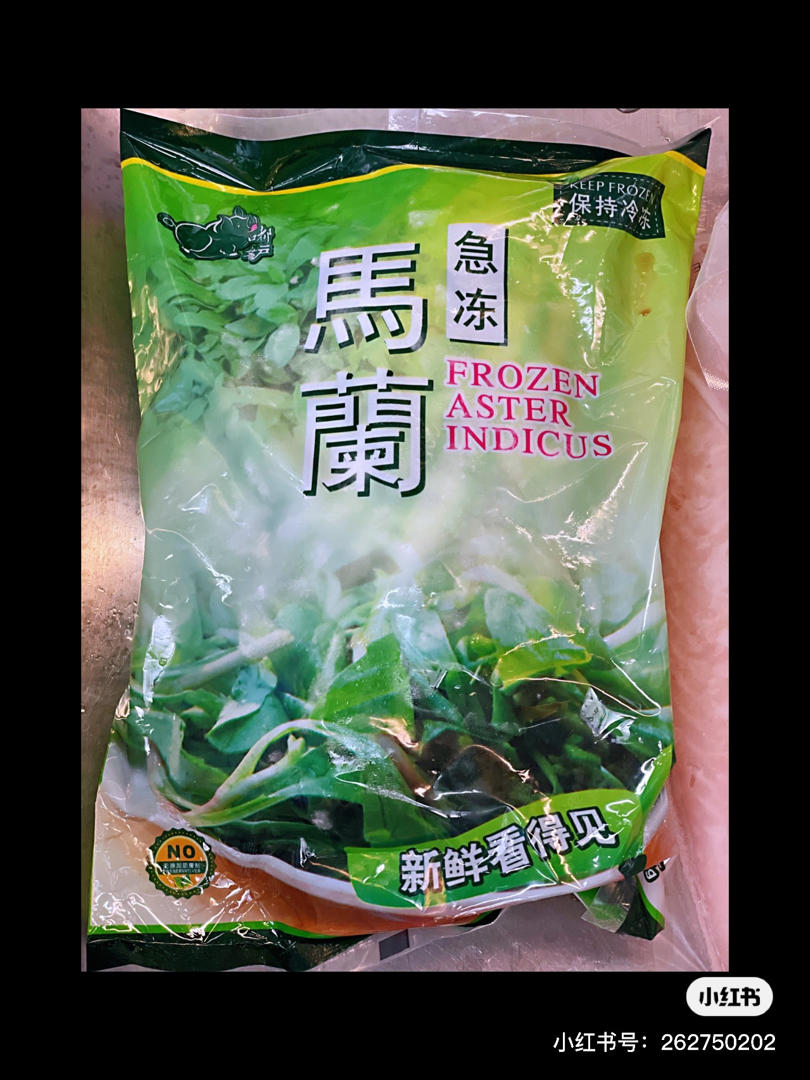 KEEP FROZEN
保持冷冻
急冻
馬蘭
FROZEN
ASTER
INDICUS
新鲜看得见
NO
PRESERVATIVES
小红书
小红书号：262750202